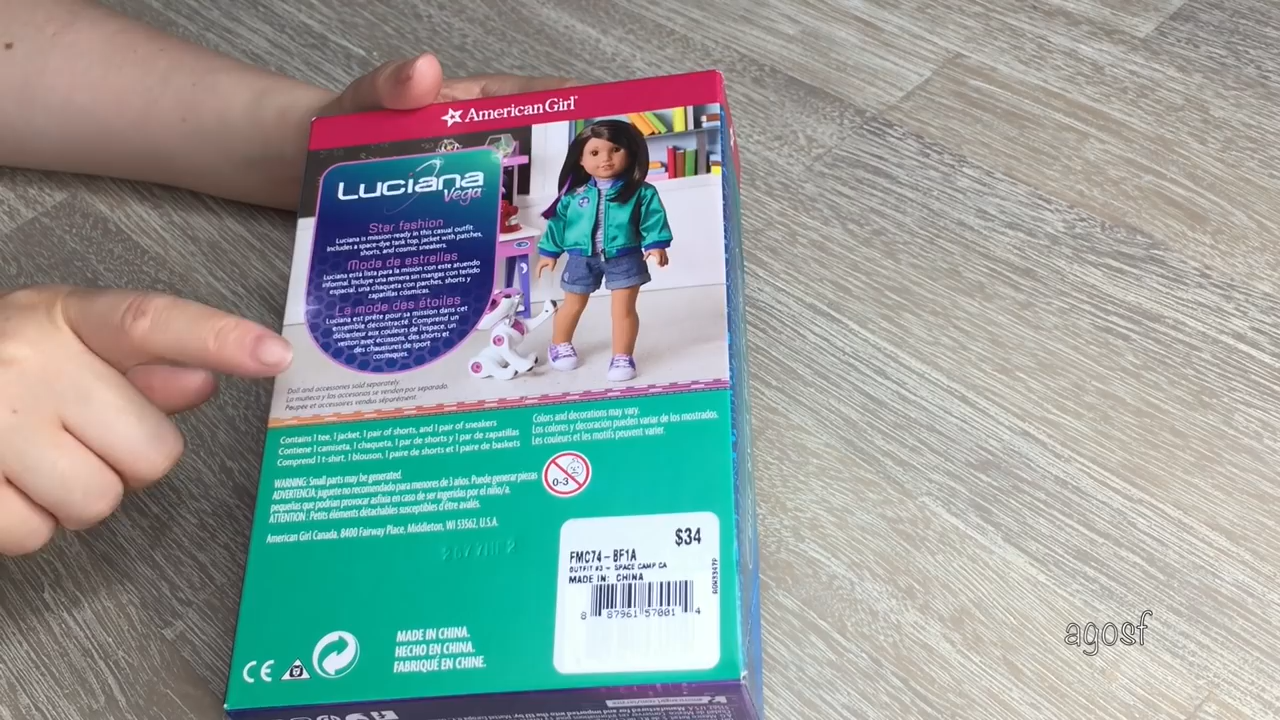 American Girl
Luciana
Vega
Star fashion
Luciana is mission-ready in this casual outfit.
Includes a space-dye tank top, jacket with patches,
shorts, and cosmic sneakers.
Moda de estrellas
Luciana está lista para la misión con este atuendo
informal. Incluye una remera sin mangas con teñido
espacial, una chaqueta con parches, shorts y
zapatillas cósmicas.
La mode des étoiles
Luciana est prête pour sa mission dans cet
ensemble décontracté. Comprend un
débardeur aux couleurs de l'espace, un
veston avec écussons, des shorts et
des chaussures de sport
cosmiques.
Doll and accessories sold separately.
La muñeca y los accesorios se venden por separado.
Poupée et accessoires vendus séparément.
Contains 1 tee, 1 jacket, 1 pair of shorts, and 1 pair of sneakers
Contiene 1 camiseta, 1 chaqueta, 1 par de shorts y 1 par de zapatillas
Comprend 1 t-shirt, 1 blouson, 1 paire de shorts et 1 paire de baskets
Colors and decorations may vary.
Los colores y decoración pueden variar de los mostrados.
Les couleurs et les motifs peuvent varier.
WARNING: Small parts may be generated.
ADVERTENCIA: juguete no recomendado para menores de 3 años. Puede generar piezas
pequeñas que podrían provocar asfixia en caso de ser ingeridas por el niño/a.
ATTENTION : Petits éléments détachables susceptibles d'être avalés.
0-3
American Girl Canada, 8400 Fairway Place, Middleton, WI 53562, U.S.A.
$34
FMC74-BF1A
OUTFIT #3 - SPACE CAMP CA
MADE IN: CHINA
8 87961 57001 4
MADE IN CHINA.
HECHO EN CHINA.
FABRIQUÉ EN CHINE.
CE
agosf